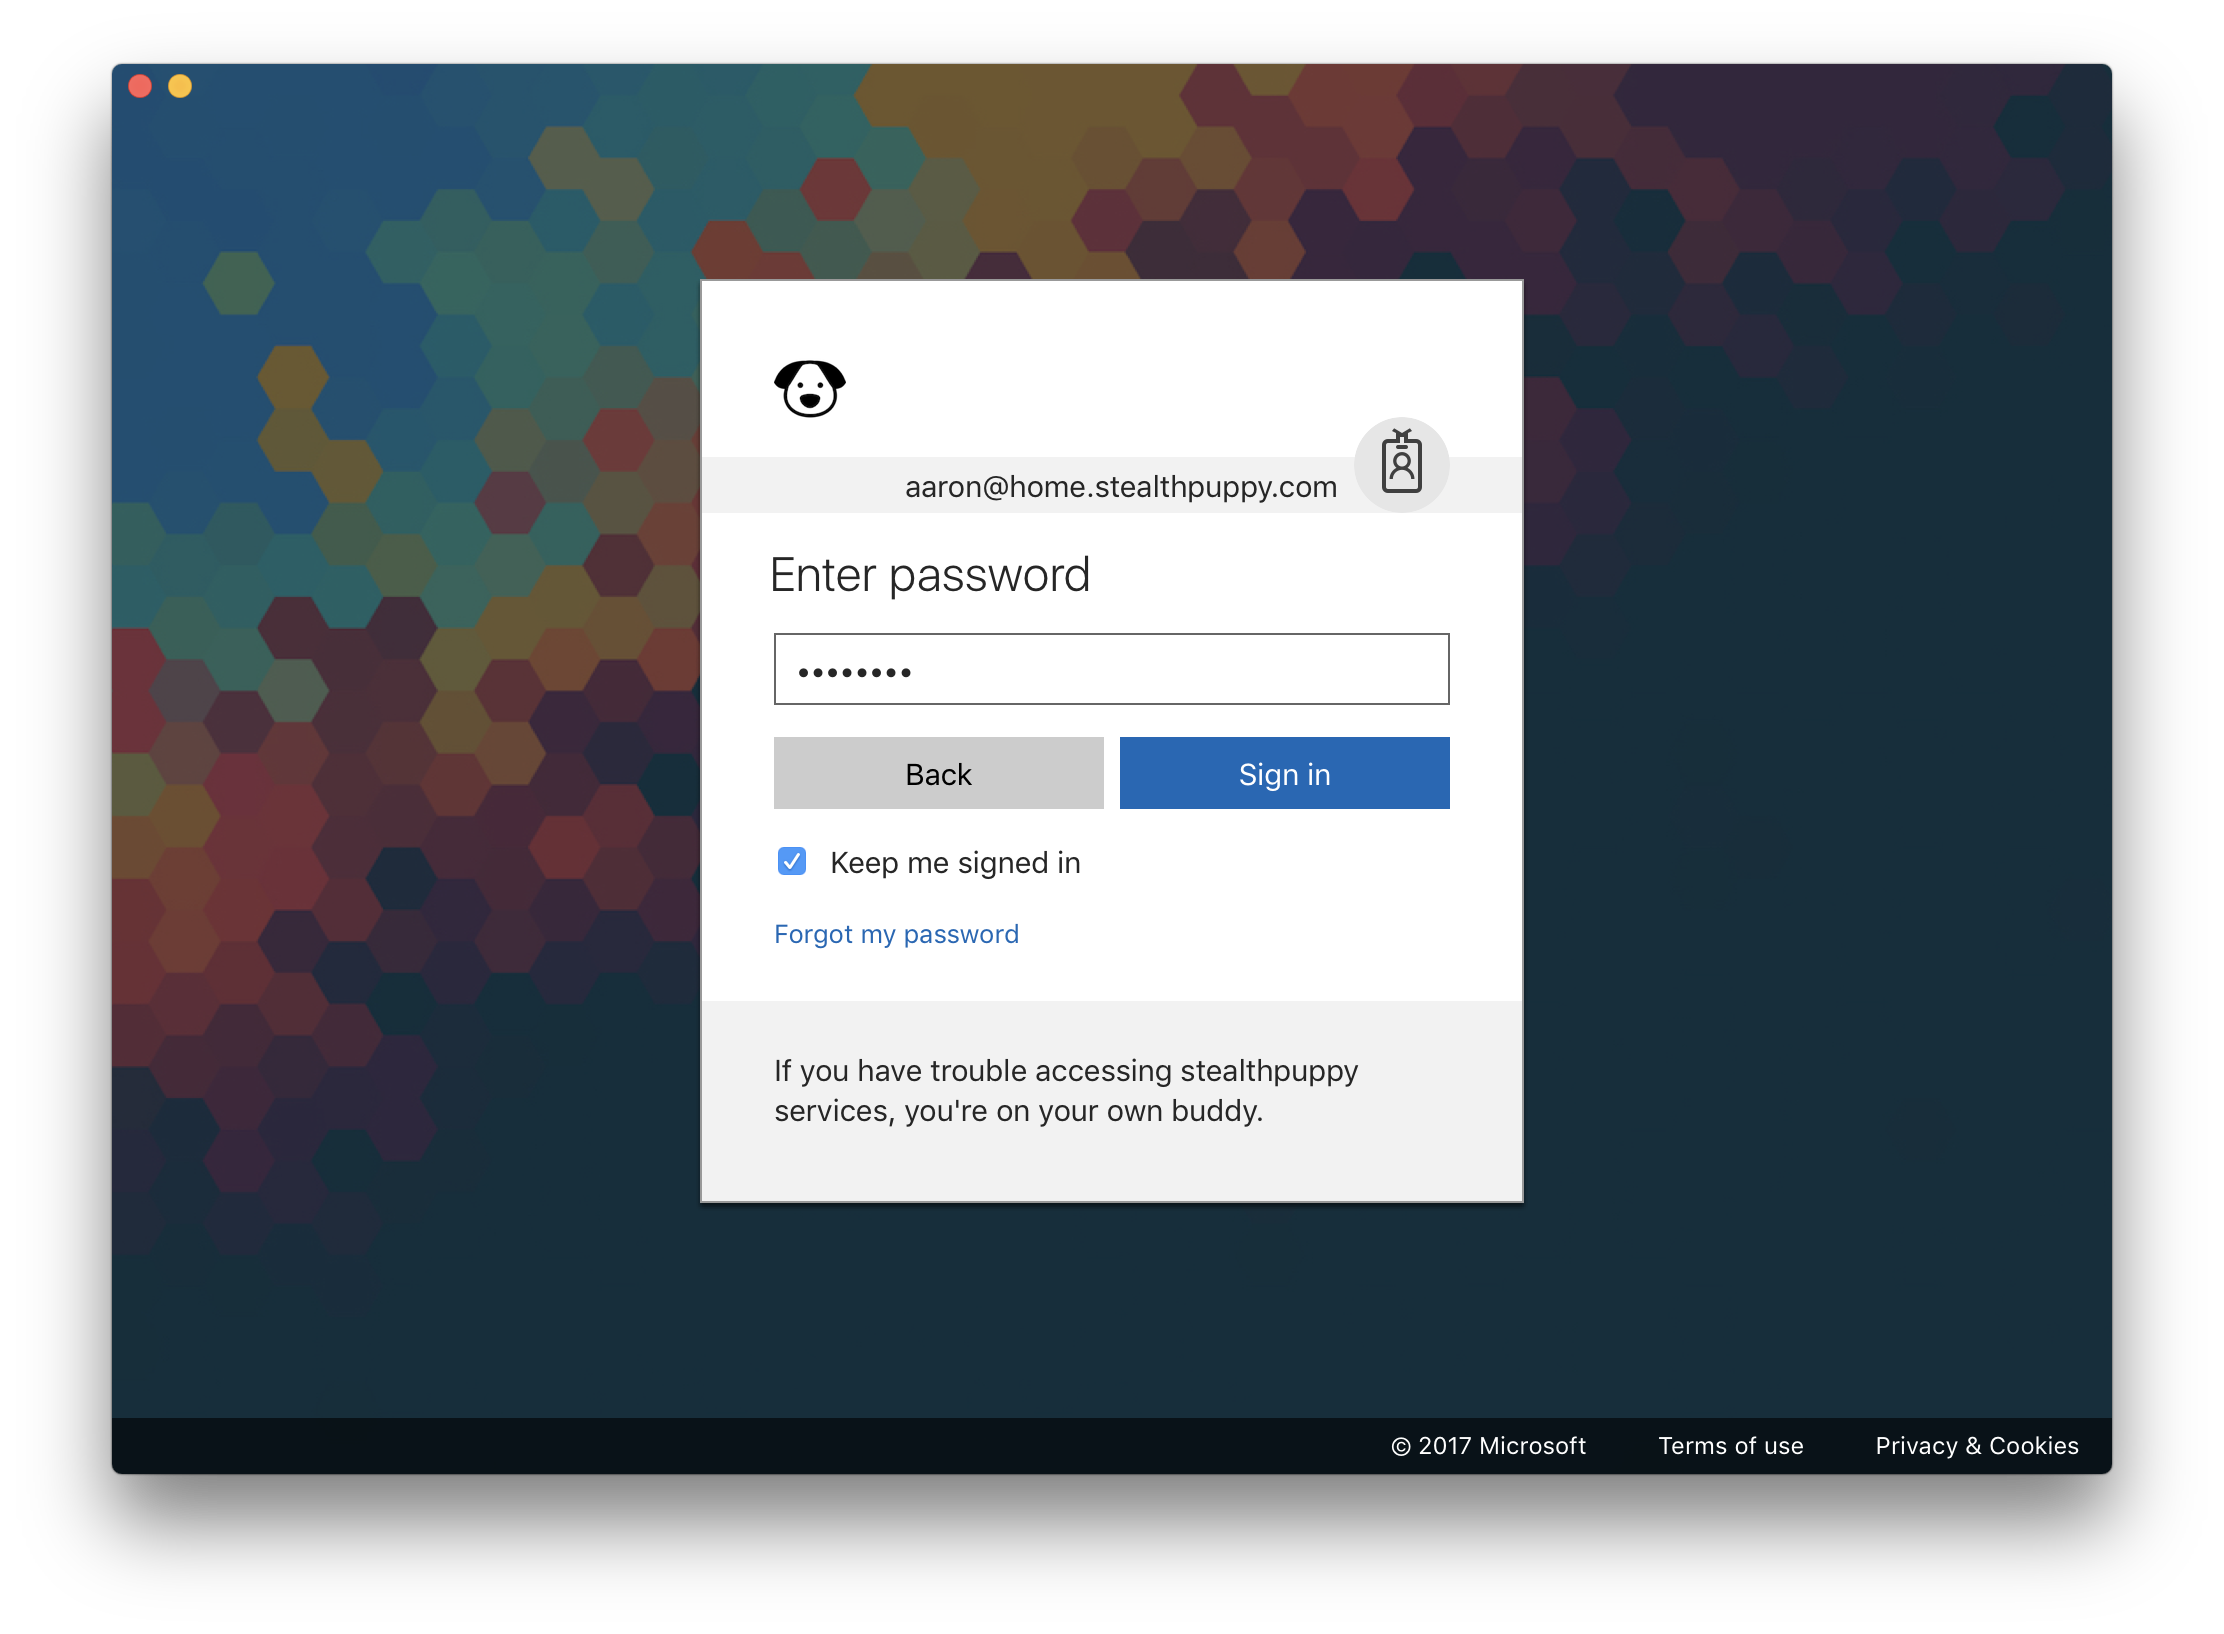 aaron@home.stealthpuppy.com
Enter password
••••••••
Back
Sign in
Keep me signed in
Forgot my password
If you have trouble accessing stealthpuppy
services, you're on your own buddy.
© 2017 Microsoft
Terms of use
Privacy & Cookies